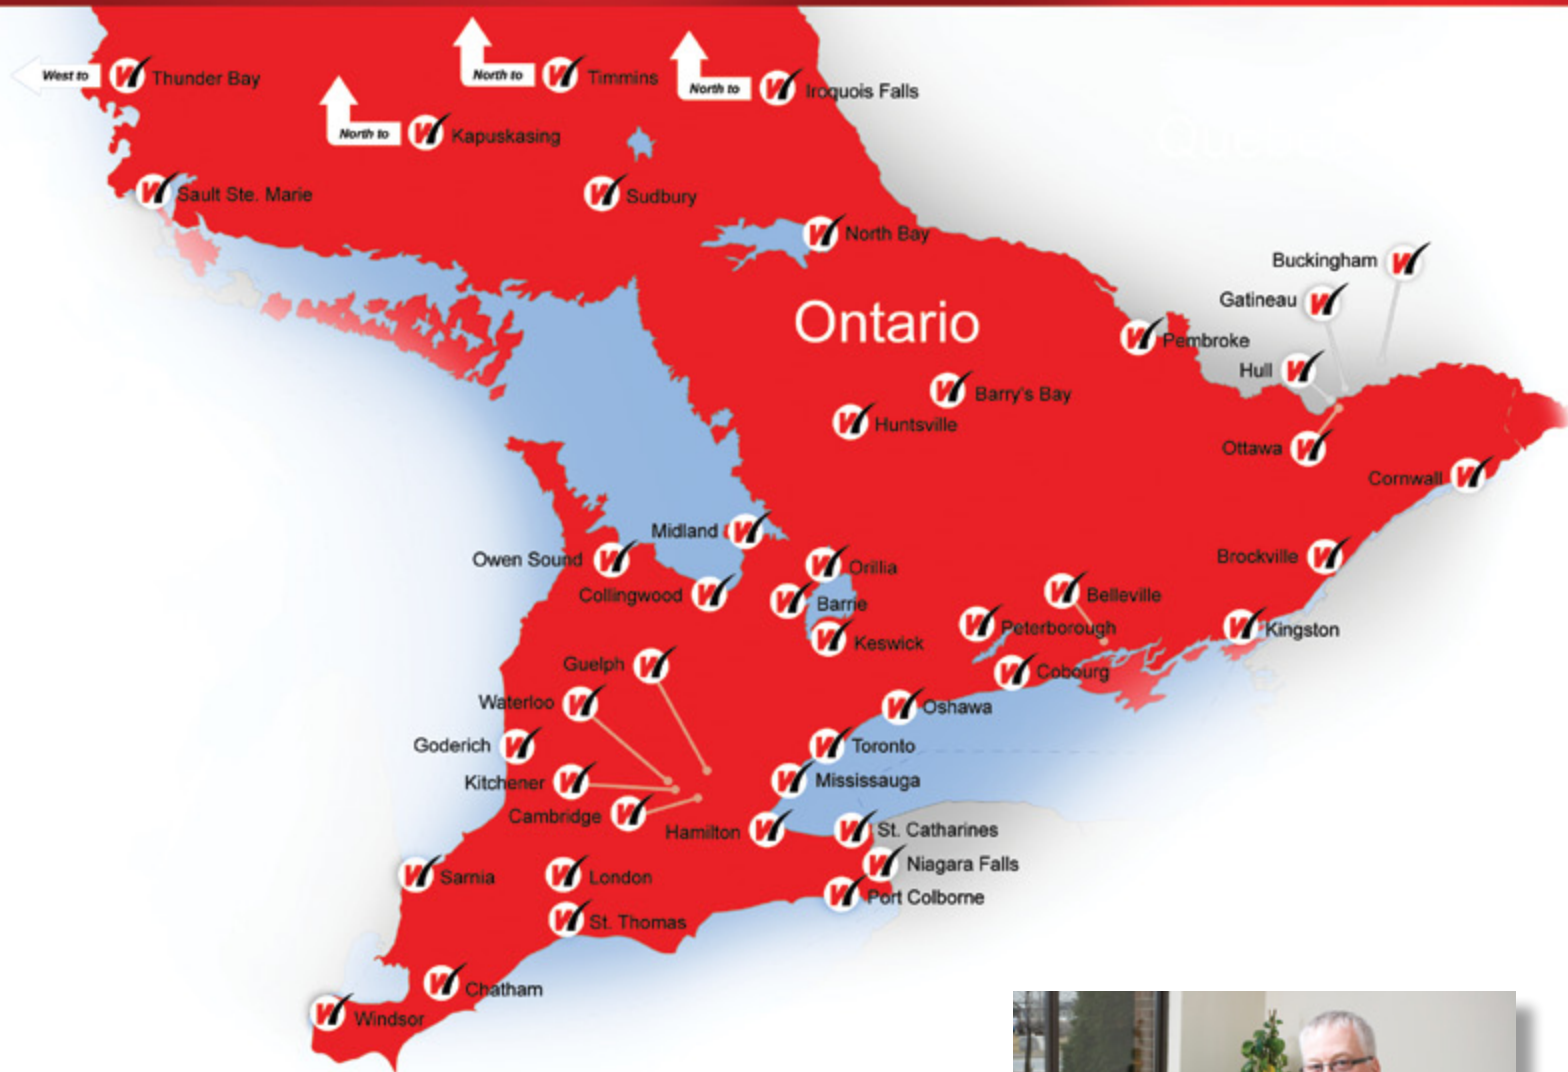 West to
Thunder Bay
North to
Timmins
North to
Iroquois Falls
North to
Kapuskasing
Sault Ste. Marie
Sudbury
North Bay
Buckingham
Gatineau
Ontario
Pembroke
Hull
Barry's Bay
Huntsville
Ottawa
Cornwall
Midland
Owen Sound
Orillia
Brockville
Collingwood
Barrie
Belleville
Peterborough
Kingston
Keswick
Guelph
Cobourg
Waterloo
Oshawa
Goderich
Toronto
Kitchener
Mississauga
Cambridge
Hamilton
St. Catharines
Niagara Falls
Sarnia
London
Port Colborne
St. Thomas
Chatham
Windsor